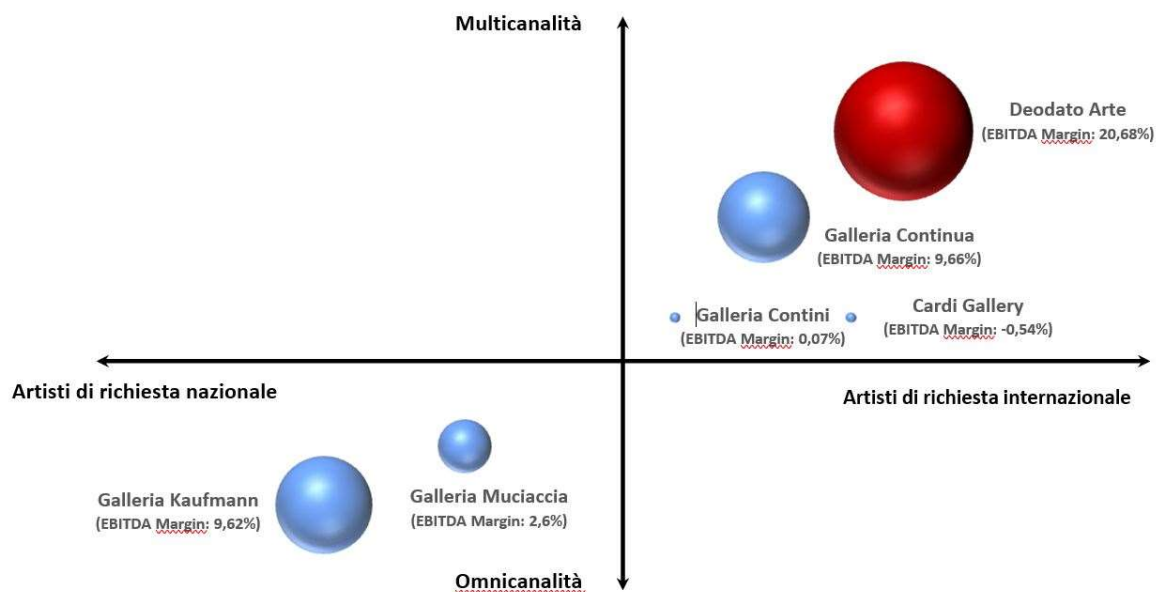 Multicanalità
Deodato Arte
(EBITDA Margin: 20,68%)
Galleria Continua
(EBITDA Margin: 9,66%)
Galleria Contini
(EBITDA Margin: 0,07%)
Cardi Gallery
(EBITDA Margin: -0,54%)
Artisti di richiesta nazionale
Artisti di richiesta internazionale
Galleria Kaufmann
(EBITDA Margin: 9,62%)
Galleria Muciaccia
(EBITDA Margin: 2,6%)
Omnicanalità